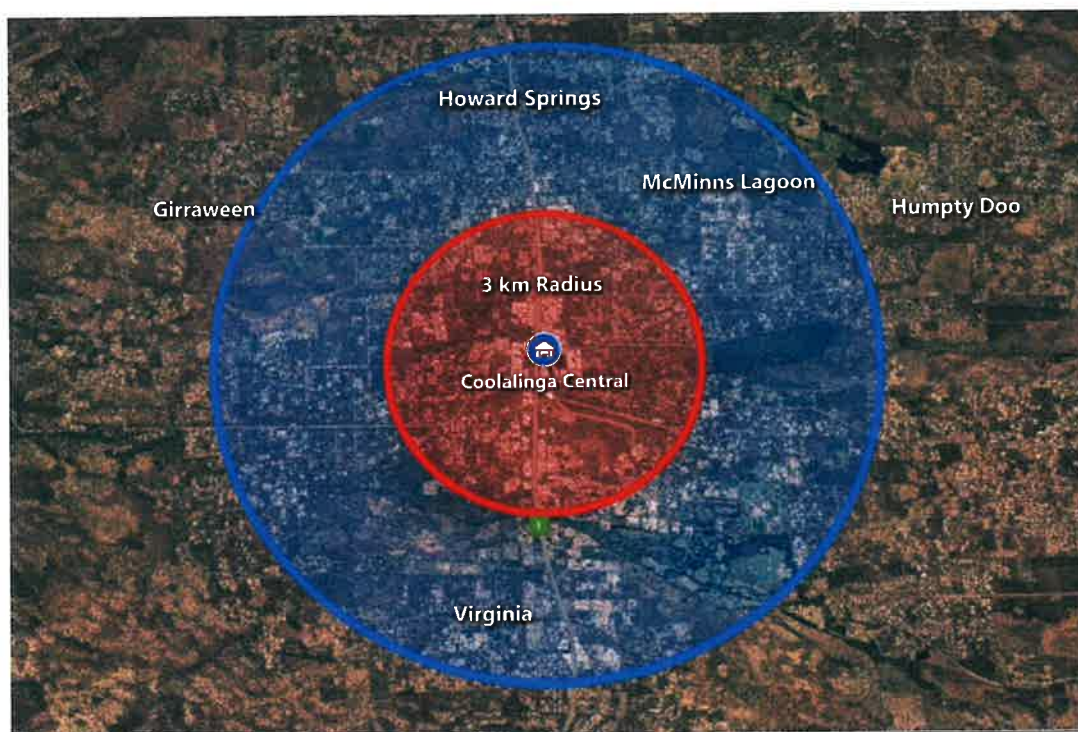 Howard Springs
McMinns Lagoon
Girraween
Humpty Doo
3 km Radius
Coolalinga Central
Virginia